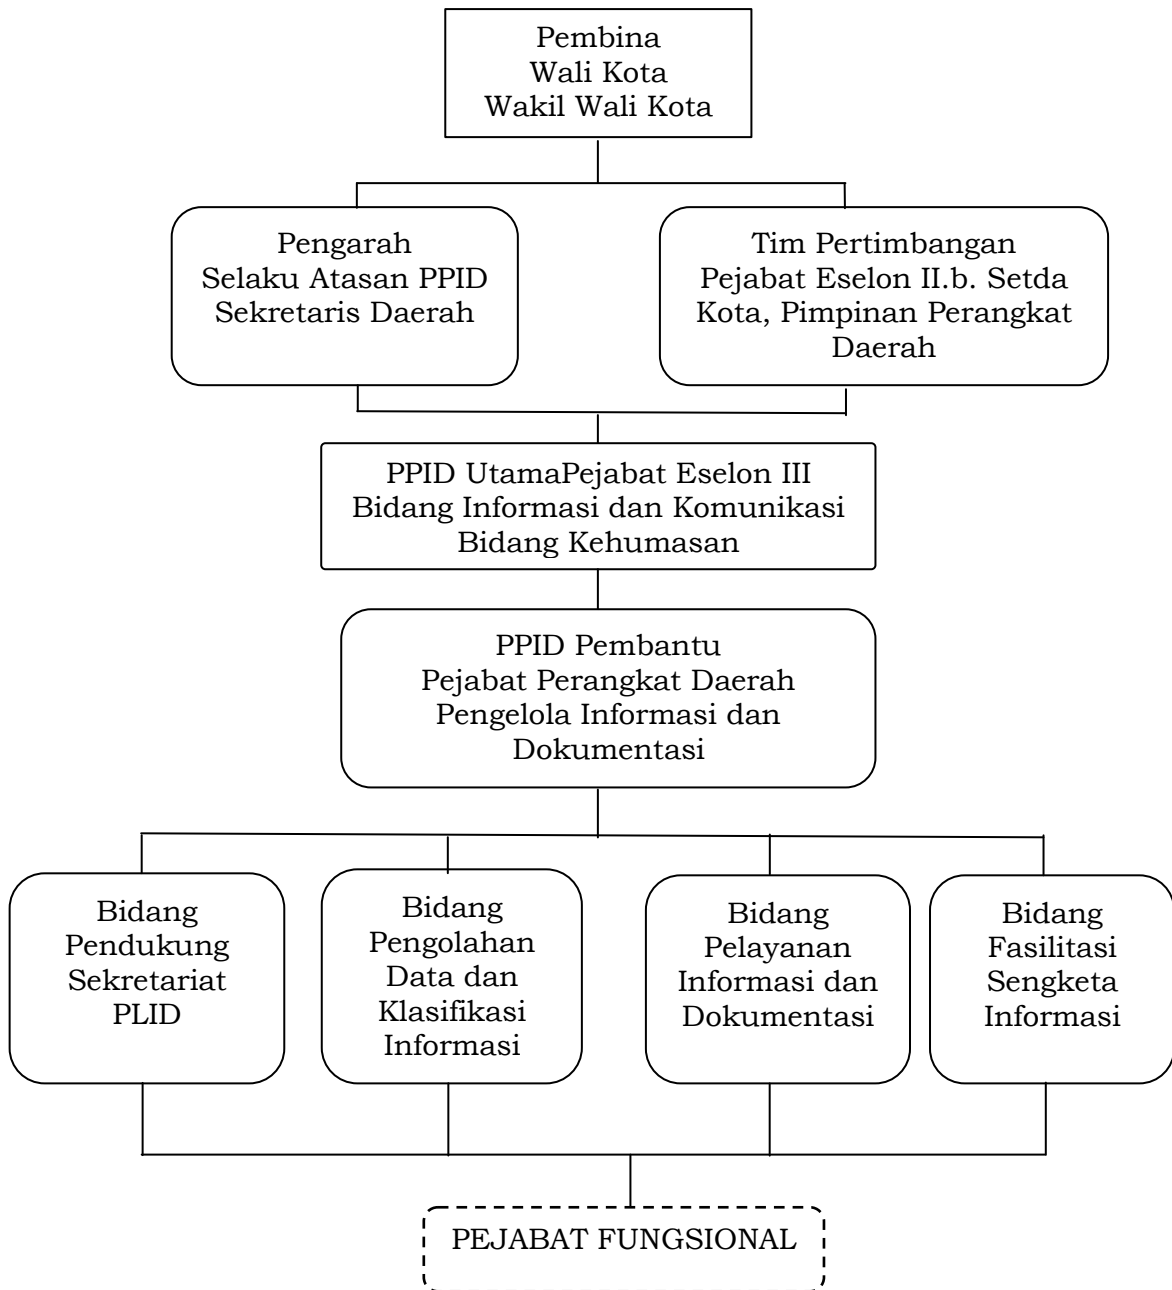 Pembina
Wali Kota
Wakil Wali Kota
Pengarah
Selaku Atasan PPID
Sekretaris Daerah
Tim Pertimbangan
Pejabat Eselon II.b. Setda
Kota, Pimpinan Perangkat
Daerah
PPID UtamaPejabat Eselon III
Bidang Informasi dan Komunikasi
Bidang Kehumasan
PPID Pembantu
Pejabat Perangkat Daerah
Pengelola Informasi dan
Dokumentasi
Bidang
Pendukung
Sekretariat
PLID
Bidang
Pengolahan
Data dan
Klasifikasi
Informasi
Bidang
Pelayanan
Informasi dan
Dokumentasi
Bidang
Fasilitasi
Sengketa
Informasi
PEJABAT FUNGSIONAL